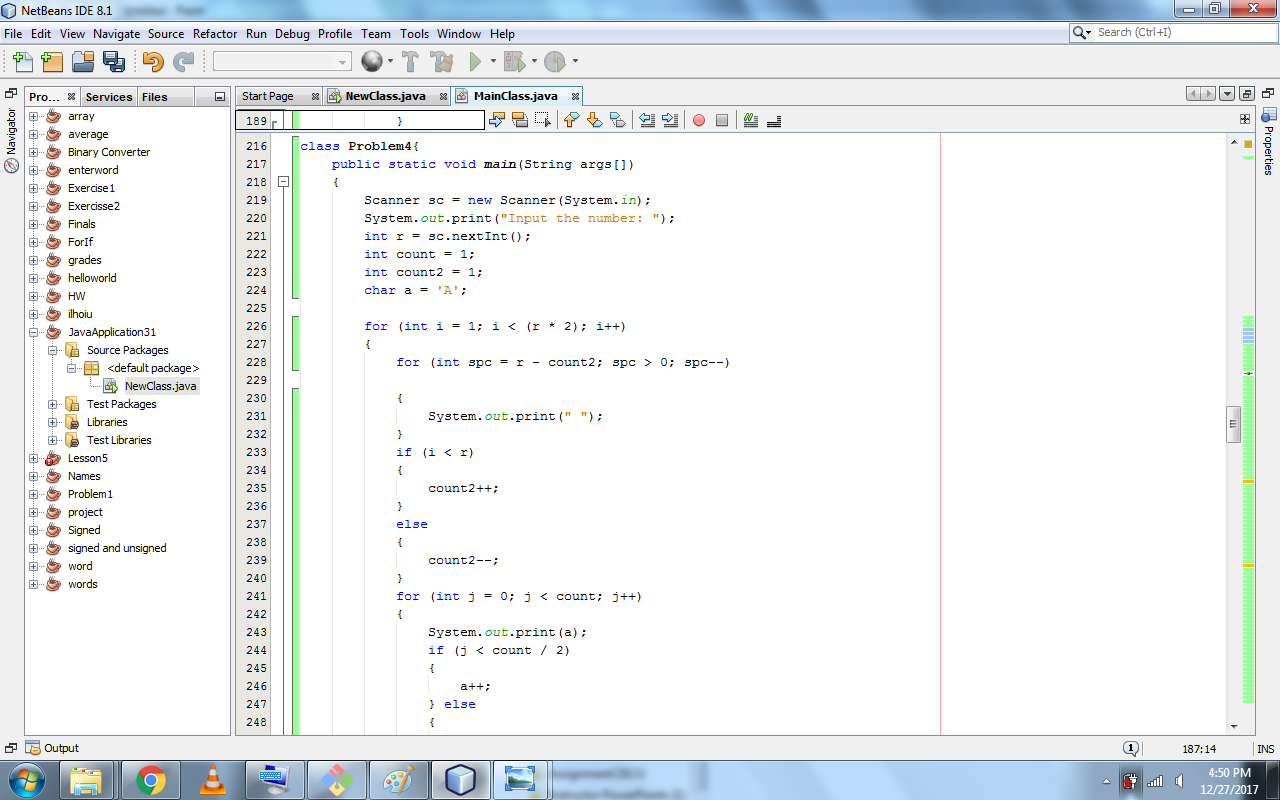 NetBeans IDE 8.1
File Edit View Navigate Source Refactor Run Debug Profile Team Tools Window Help
Search (Ctrl+I)
Pro... Services Files
Navigator
array
average
Binary Converter
enterword
Exercise1
Exercisse2
Finals
ForIf
grades
helloworld
HW
ilhoiu
JavaApplication31
Source Packages
<default package>
NewClass.java
Test Packages
Libraries
Test Libraries
Lesson5
Names
Problem1
project
Signed
signed and unsigned
word
words
Start Page NewClass.java MainClass.java
189 }
216 class Problem4{
217 public static void main(String args[])
218 {
219 Scanner sc = new Scanner(System.in);
220 System.out.print("Input the number: ");
221 int r = sc.nextInt();
222 int count = 1;
223 int count2 = 1;
224 char a = 'A';
225
226 for (int i = 1; i < (r * 2); i++)
227 {
228 for (int spc = r - count2; spc > 0; spc--)
229
230 {
231 System.out.print(" ");
232 }
233 if (i < r)
234 {
235 count2++;
236 }
237 else
238 {
239 count2--;
240 }
241 for (int j = 0; j < count; j++)
242 {
243 System.out.print(a);
244 if (j < count / 2)
245 {
246 a++;
247 } else
248 {
Properties
Output
1
187:14
INS
4:50 PM
12/27/2017